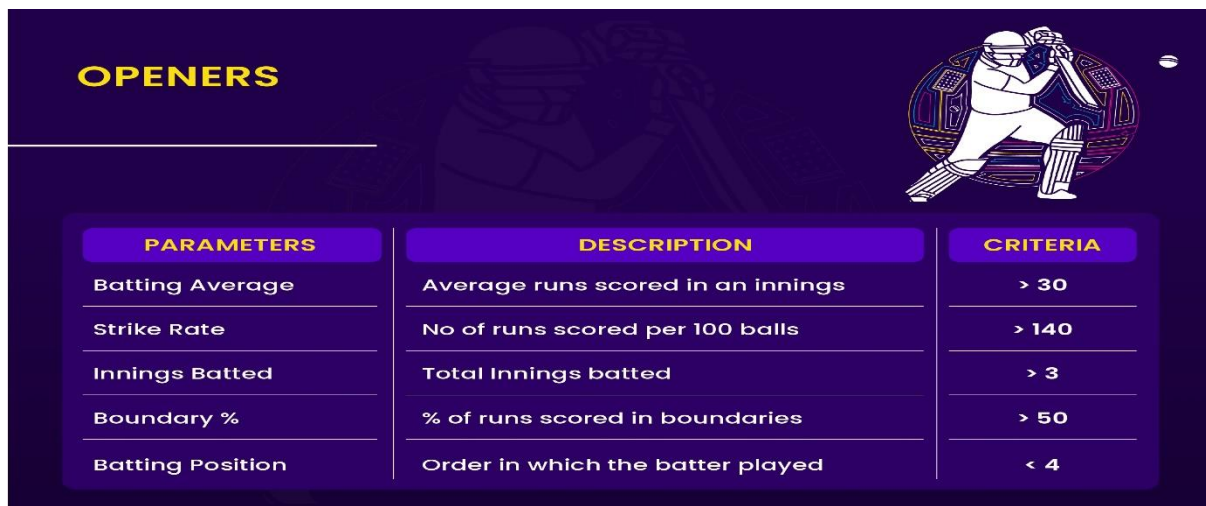 OPENERS
PARAMETERS DESCRIPTION CRITERIA
Batting Average Average runs scored in an innings > 30
Strike Rate No of runs scored per 100 balls > 140
Innings Batted Total Innings batted > 3
Boundary % % of runs scored in boundaries > 50
Batting Position Order in which the batter played < 4